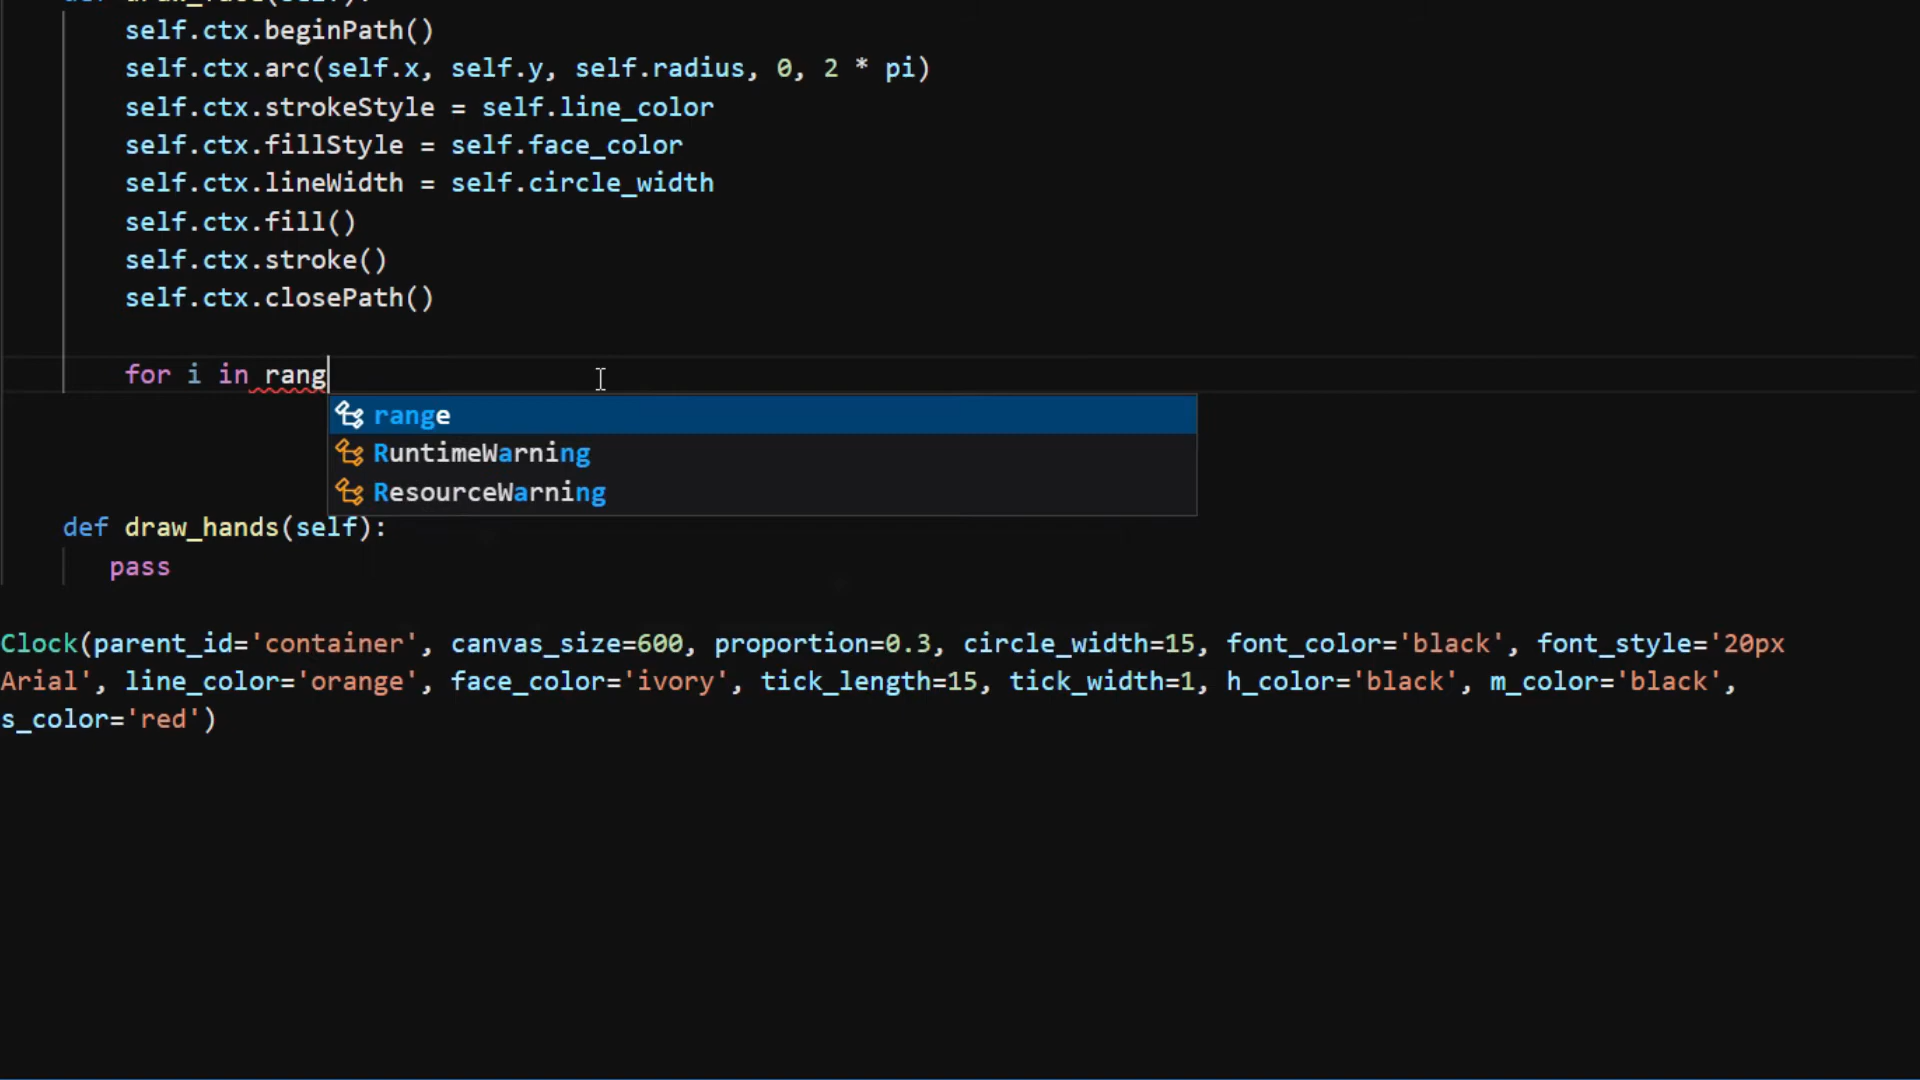 def draw_face(self):
self.ctx.beginPath()
self.ctx.arc(self.x, self.y, self.radius, 0, 2 * pi)
self.ctx.strokeStyle = self.line_color
self.ctx.fillStyle = self.face_color
self.ctx.lineWidth = self.circle_width
self.ctx.fill()
self.ctx.stroke()
self.ctx.closePath()
for i in rang
range
RuntimeWarning
ResourceWarning
def draw_hands(self):
pass
Clock(parent_id='container', canvas_size=600, proportion=0.3, circle_width=15, font_color='black', font_style='20px
Arial', line_color='orange', face_color='ivory', tick_length=15, tick_width=1, h_color='black', m_color='black',
s_color='red')